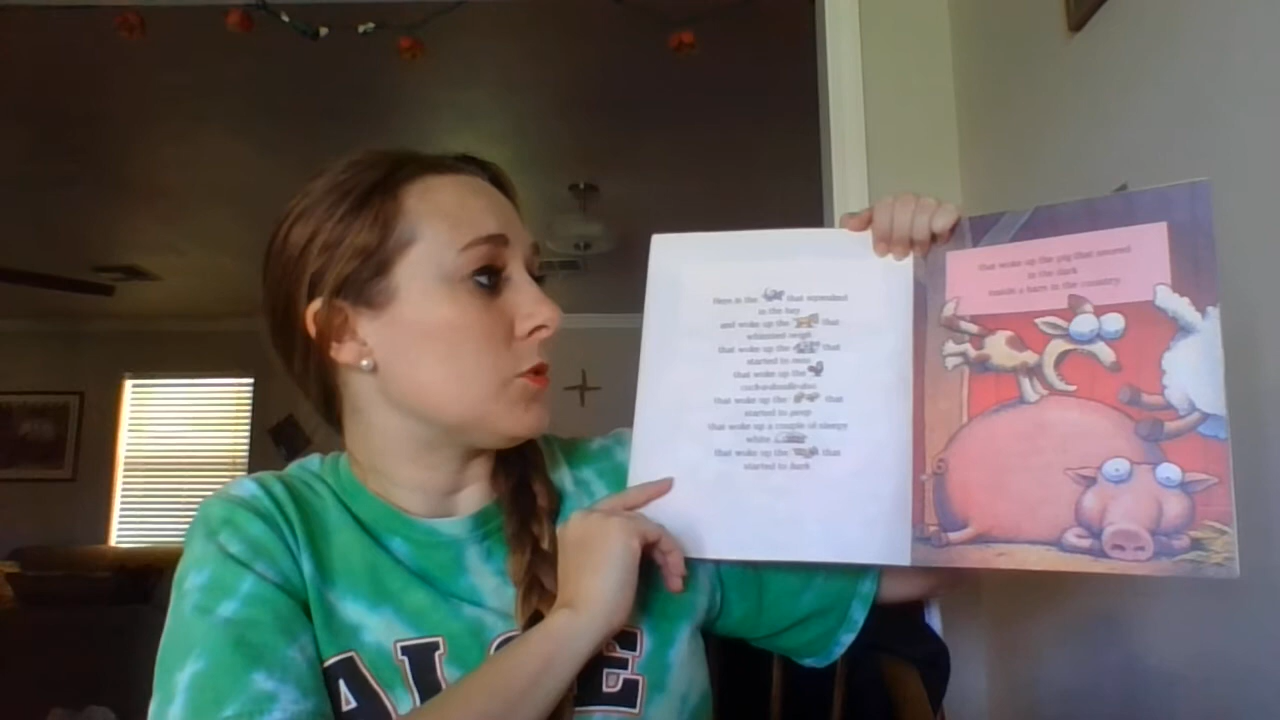 Here is the that squeaked
in the hay
and woke up the that
whinnied neigh
that woke up the that
started to moo
that woke up the
cock-a-doodle-doo
that woke up the that
started to peep
that woke up a couple of sleepy
white
that woke up the that
started to bark
that woke up the pig that snored
in the dark
inside a barn in the country.